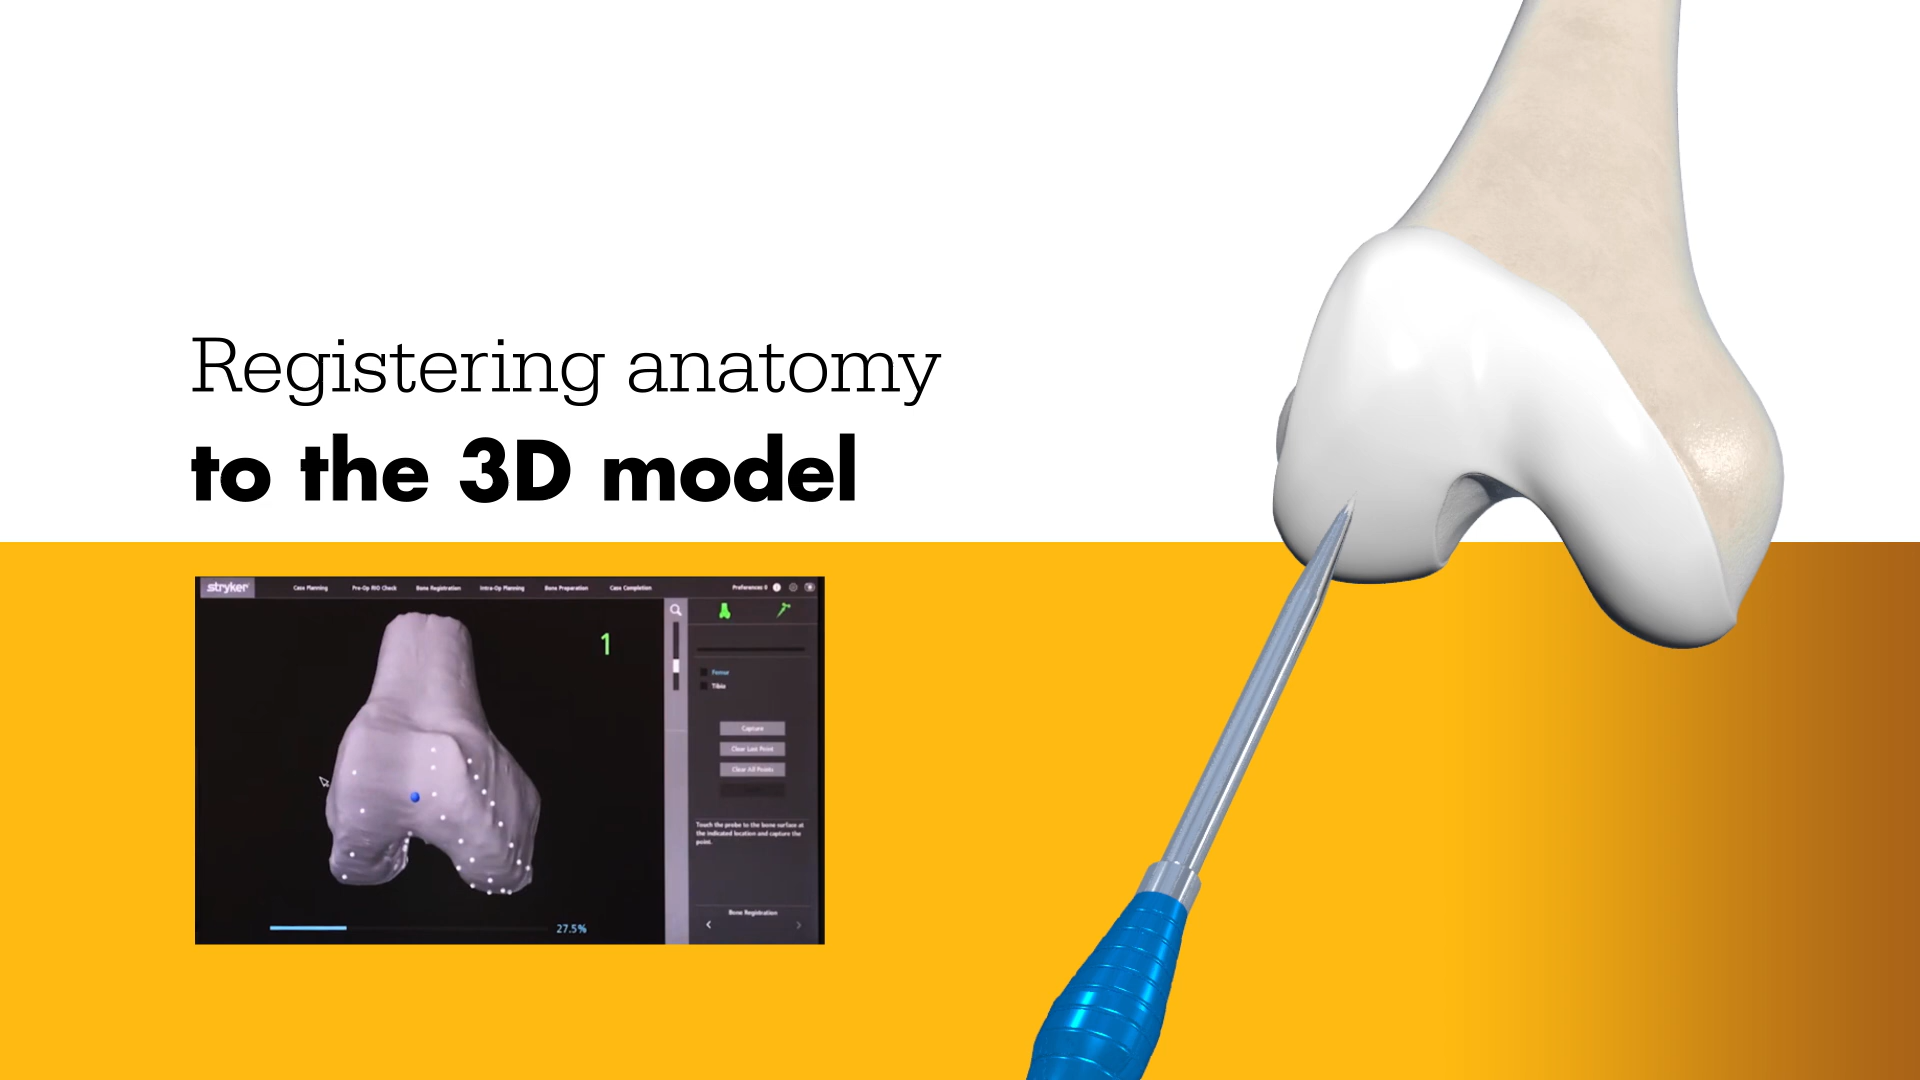 Registering anatomy
to the 3D model
stryker
Case Planning Pre-Op RIO Check Bone Registration Intra-Op Planning Bone Preparation Case Completion Preferences
1
Femur
Tibia
Capture
Clear Last Point
Clear All Points
Touch the probe to the bone surface at
the indicated location and capture the
point.
Bone Registration
27.5%